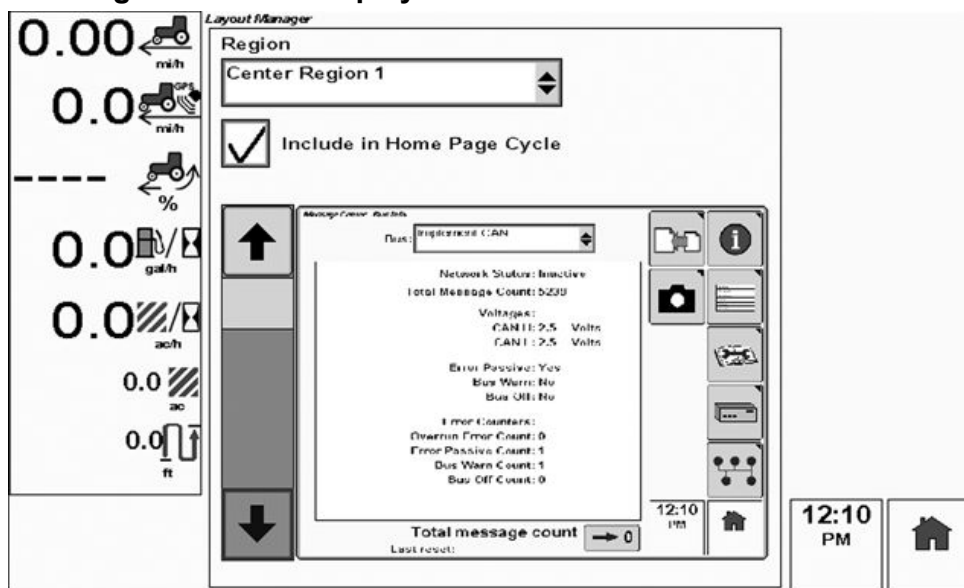 Layout Manager
0.00
mi/h
GPS
0.0
mi/h
----
%
0.0
gal/h
0.0
ac/h
0.0
ac
0.0
ft
Region
Center Region 1
Include in Home Page Cycle
Message Center - Bus Info
Bus: Implement CAN
Network Status: Inactive
Total Message Count: 5239
Voltages:
CAN H: 2.5 Volts
CAN L: 2.5 Volts
Error Passive: Yes
Bus Warn: No
Bus Off: No
Error Counters:
Overrun Error Count: 0
Error Passive Count: 1
Bus Warn Count: 1
Bus Off Count: 0
Total message count
0
Last reset:
12:10
PM
12:10
PM